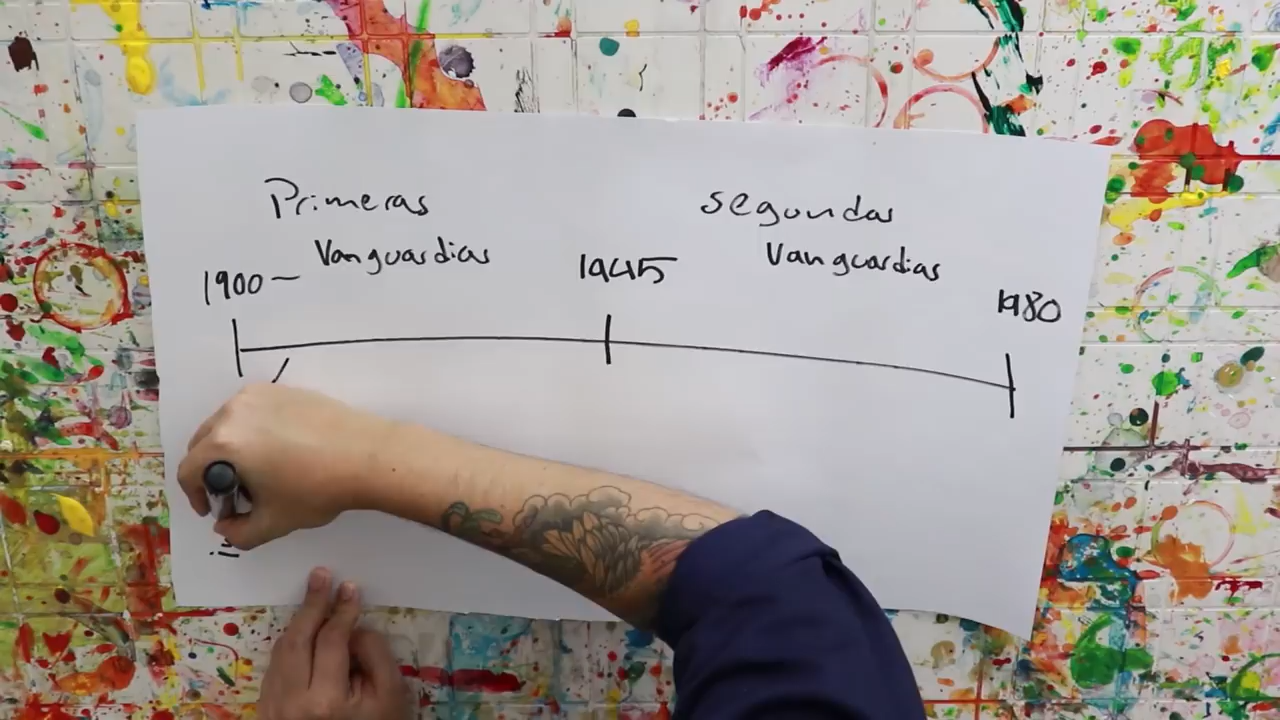 Primeras
Vanguardias
segundas
Vanguardias
1900 –
1945
1980